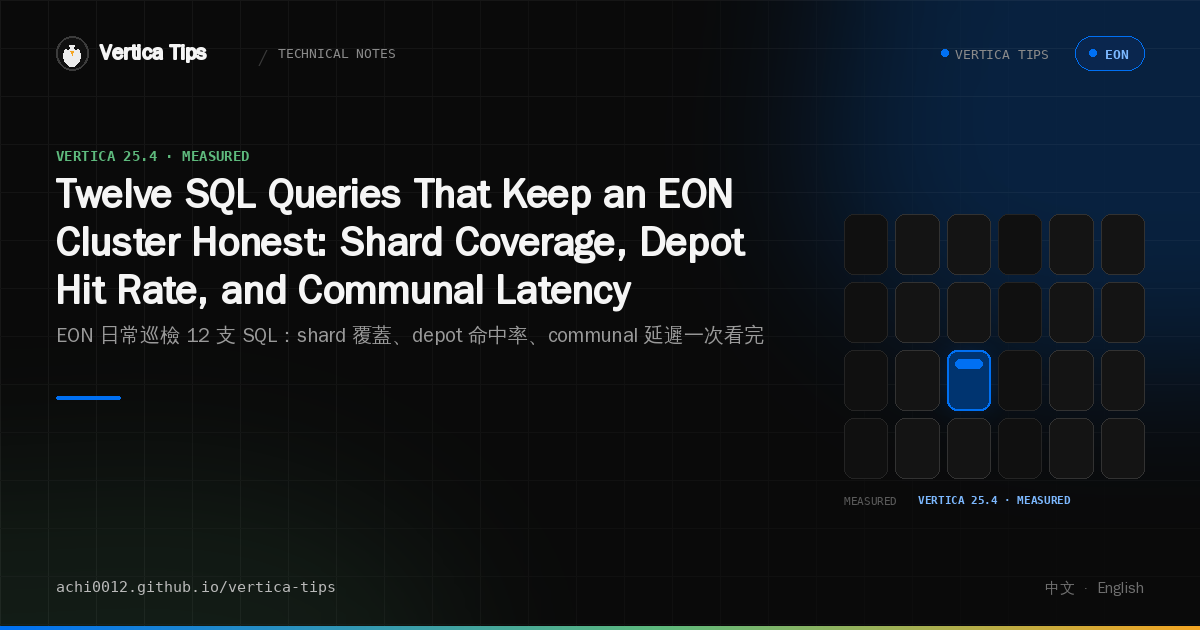 Vertica Tips
/ TECHNICAL NOTES
VERTICA TIPS
EON
VERTICA 25.4 · MEASURED
Twelve SQL Queries That Keep an EON
Cluster Honest: Shard Coverage, Depot
Hit Rate, and Communal Latency
EON 日常巡檢 12 支 SQL：shard 覆蓋、depot 命中率、communal 延遲一次看完
MEASURED
VERTICA 25.4 · MEASURED
achi0012.github.io/vertica-tips
中文 · English